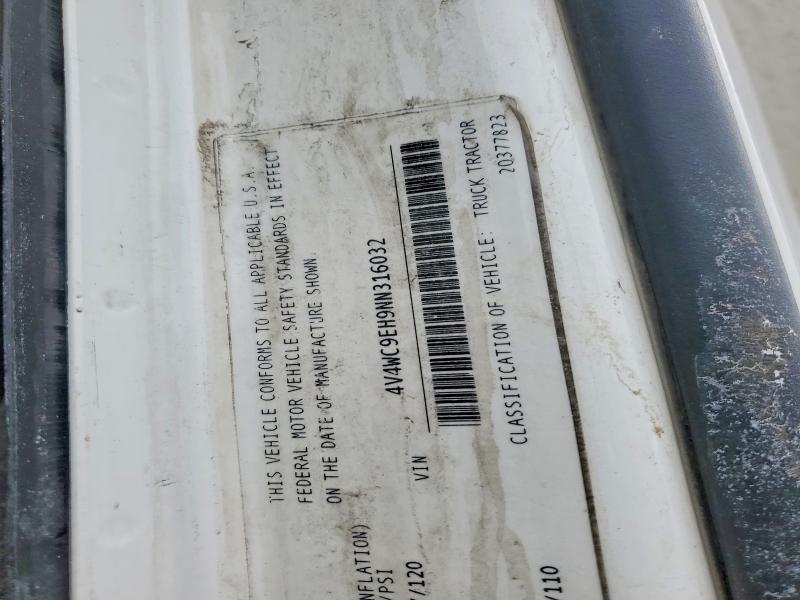 THIS VEHICLE CONFORMS TO ALL APPLICABLE U.S.A.
FEDERAL MOTOR VEHICLE SAFETY STANDARDS IN EFFECT
ON THE DATE OF MANUFACTURE SHOWN.
NFLATION)
/PSI
/120
VIN
4V4WC9EH9NN316032
CLASSIFICATION OF VEHICLE: TRUCK TRACTOR
20377823
/110